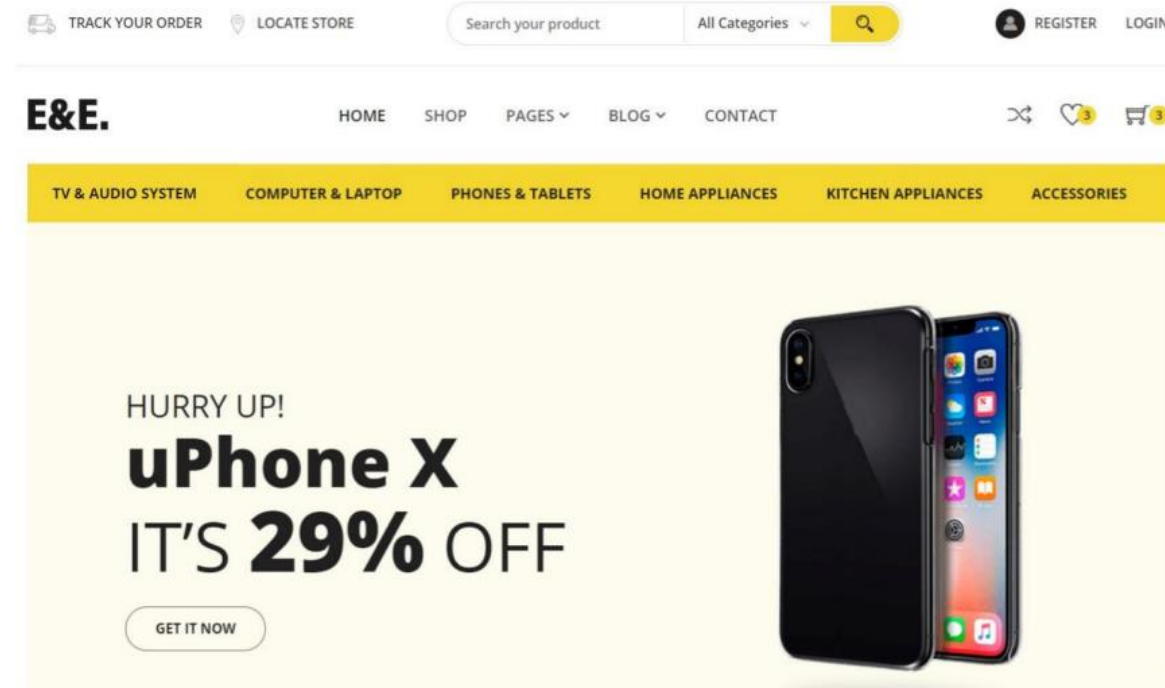 TRACK YOUR ORDER LOCATE STORE Search your product All Categories REGISTER LOGIN
E&E. HOME SHOP PAGES BLOG CONTACT 3 3
TV & AUDIO SYSTEM COMPUTER & LAPTOP PHONES & TABLETS HOME APPLIANCES KITCHEN APPLIANCES ACCESSORIES
HURRY UP!
uPhone X
IT'S 29% OFF
GET IT NOW